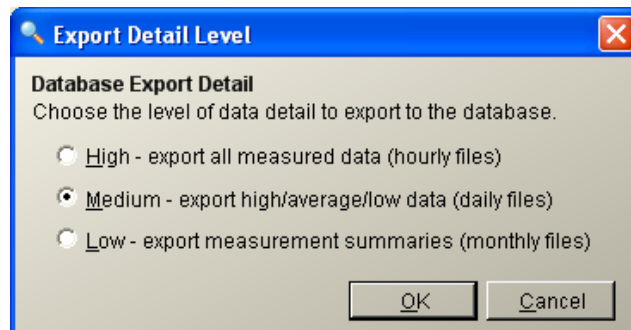 Export Detail Level
Database Export Detail
Choose the level of data detail to export to the database.
High - export all measured data (hourly files)
Medium - export high/average/low data (daily files)
Low - export measurement summaries (monthly files)
OK Cancel